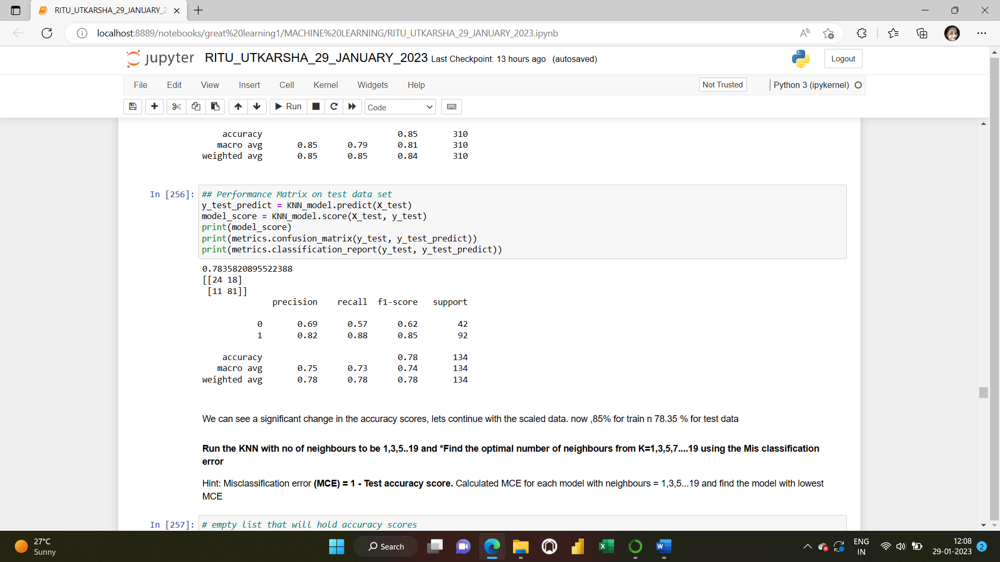 RITU_UTKARSHA_29_JANUARY_2
localhost:8889/notebooks/great%20learning1/MACHINE%20LEARNING/RITU_UTKARSHA_29_JANUARY_2023.ipynb
jupyter RITU_UTKARSHA_29_JANUARY_2023 Last Checkpoint: 13 hours ago (autosaved) Logout
File Edit View Insert Cell Kernel Widgets Help Not Trusted Python 3 (ipykernel)
Run Code
accuracy 0.85 310
macro avg 0.85 0.79 0.81 310
weighted avg 0.85 0.85 0.84 310
In [256]: ## Performance Matrix on test data set
y_test_predict = KNN_model.predict(X_test)
model_score = KNN_model.score(X_test, y_test)
print(model_score)
print(metrics.confusion_matrix(y_test, y_test_predict))
print(metrics.classification_report(y_test, y_test_predict))
0.7835820895522388
[[24 18]
[11 81]]
precision recall f1-score support
0 0.69 0.57 0.62 42
1 0.82 0.88 0.85 92
accuracy 0.78 134
macro avg 0.75 0.73 0.74 134
weighted avg 0.78 0.78 0.78 134
We can see a significant change in the accuracy scores, lets continue with the scaled data. now ,85% for train n 78.35 % for test data
Run the KNN with no of neighbours to be 1,3,5..19 and *Find the optimal number of neighbours from K=1,3,5,7....19 using the Mis classification
error
Hint: Misclassification error (MCE) = 1 - Test accuracy score. Calculated MCE for each model with neighbours = 1,3,5...19 and find the model with lowest
MCE
In [257]: # empty list that will hold accuracy scores
27°C
Sunny
Search
ENG
IN
12:08
29-01-2023
2